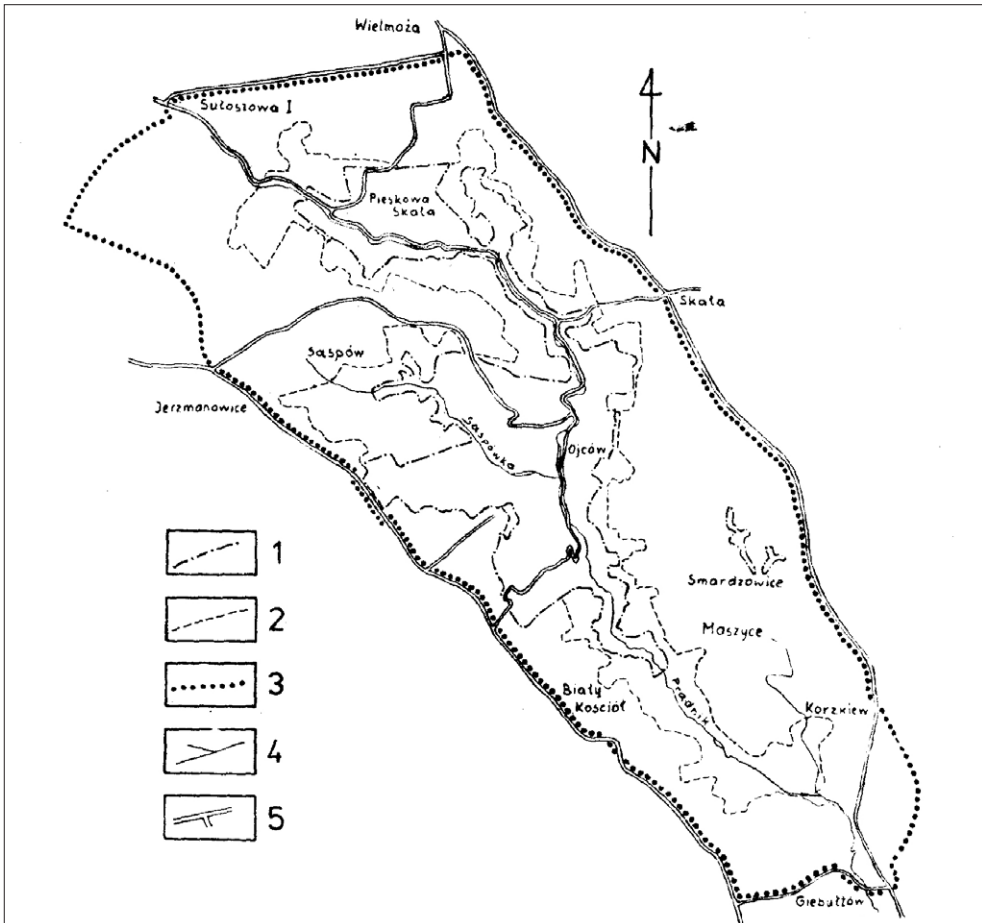 Wielmoża
Sułoszowa I
N
Pieskowa
Skała
Skała
Sąspów
Jerzmanowice
Sąspówka
Ojców
1
Smardzowice
2
Maszyce
3
Biały
Kościół
Prądnik
Korzkiew
4
5
Giebułtów